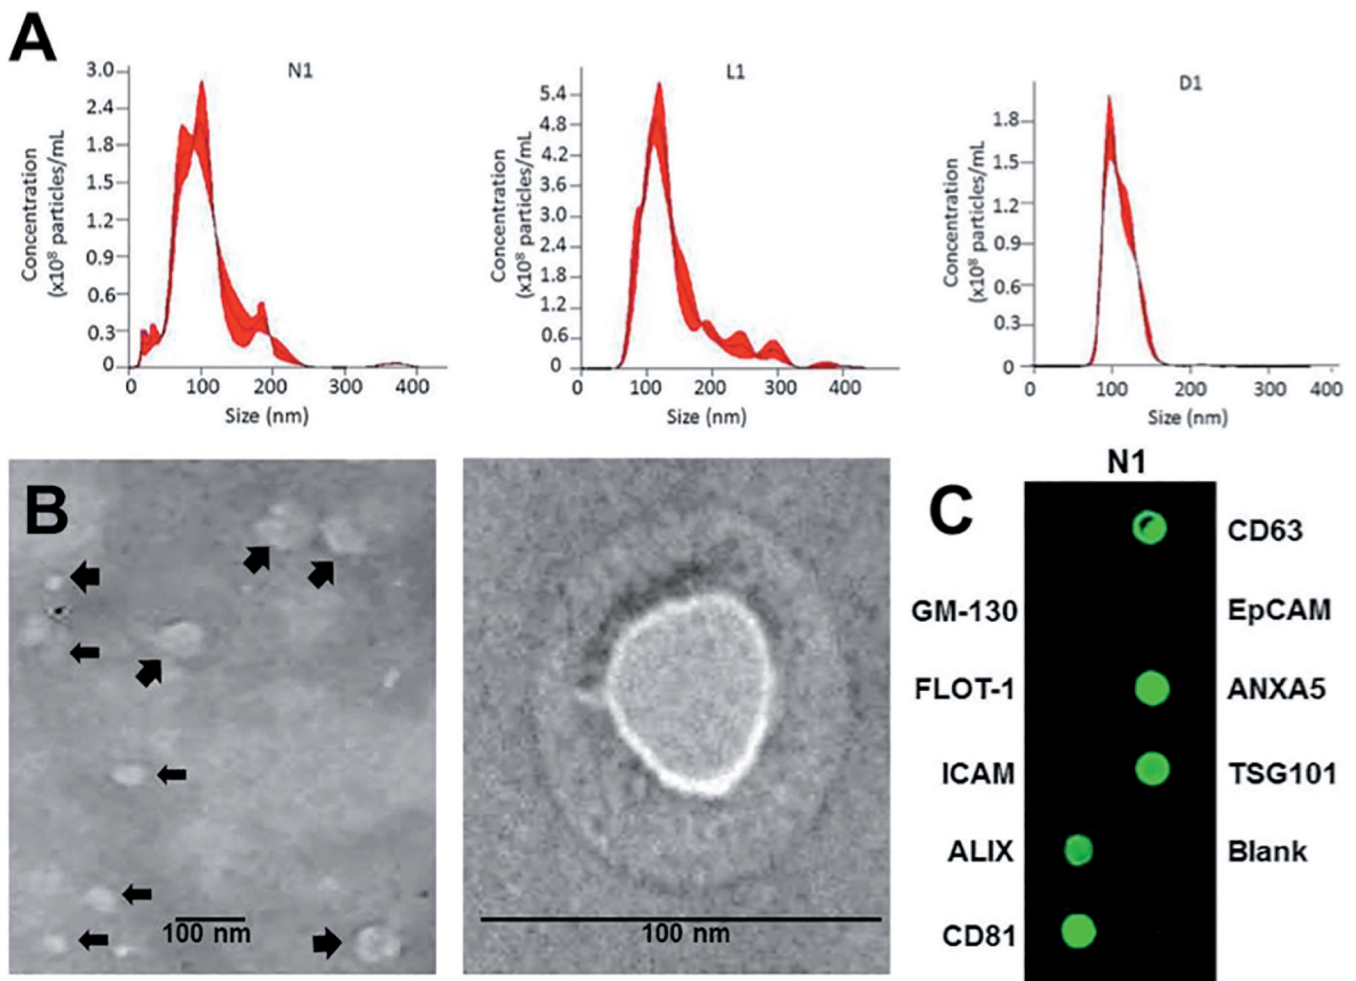 A
N1
Concentration
(x10⁸ particles/mL
3.0
2.4
1.8
1.5
1.2
0.9
0.6
0.3
0
0 100 200 300 400
Size (nm)
L1
Concentration
(x10⁸ particles/mL
5.4
4.8
4.2
3.6
3.0
2.4
1.8
1.2
0.6
0
0 100 200 300 400
Size (nm)
D1
Concentration
(x10⁸ particles/mL
1.8
1.5
1.2
0.9
0.6
0.3
0
0 100 200 300 400
Size (nm)
B
100 nm
100 nm
C
N1
CD63
GM-130 EpCAM
FLOT-1 ANXA5
ICAM TSG101
ALIX Blank
CD81